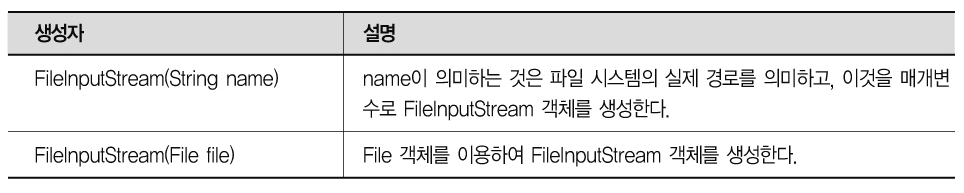 생성자 설명
FileInputStream(String name) name이 의미하는 것은 파일 시스템의 실제 경로를 의미하고, 이것을 매개변
수로 FileInputStream 객체를 생성한다.
FileInputStream(File file) File 객체를 이용하여 FileInputStream 객체를 생성한다.